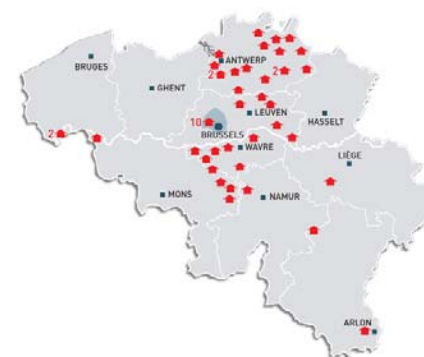 ANTWERP
BRUGES
2
2
GHENT
LEUVEN
HASSELT
10
BRUSSELS
2
WAVRE
LIÈGE
MONS
NAMUR
ARLON